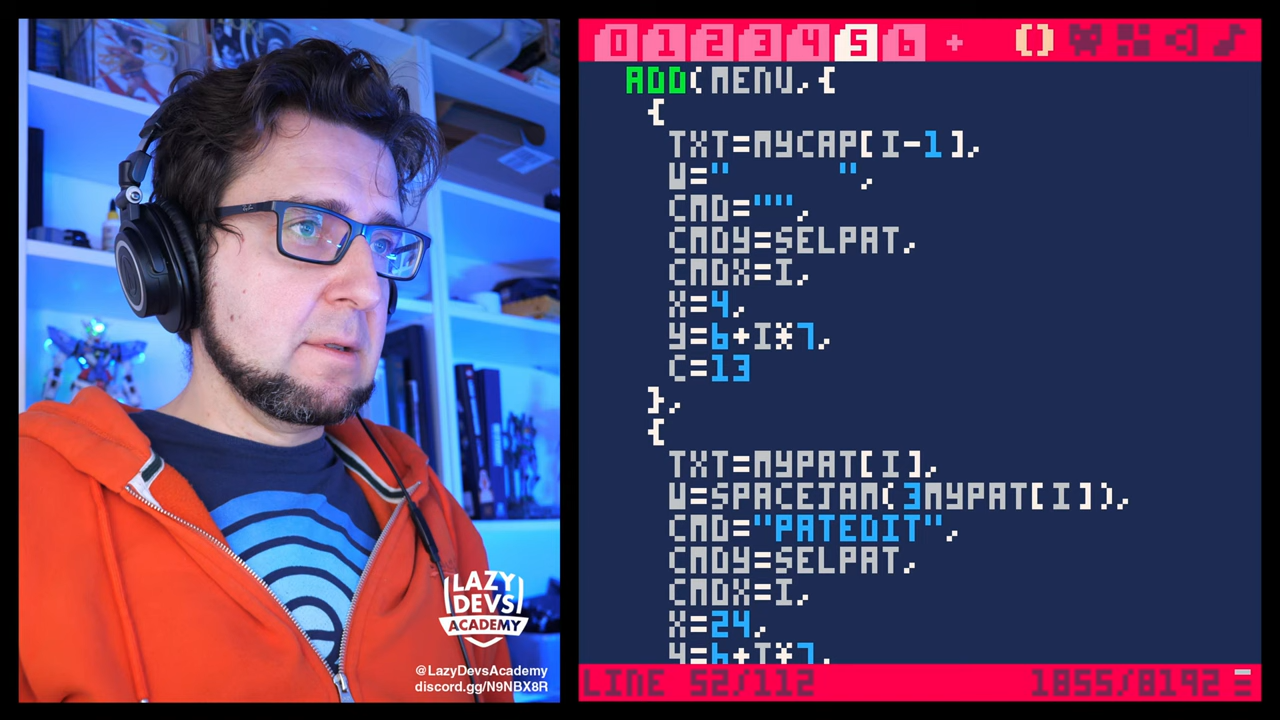 LAZY
DEVS
ACADEMY
@LazyDevsAcademy
discord.gg/N9NBX8R
0 1 2 3 4 5 6 +
ADD(MENU,{
{
TXT=MYCAP[I-1],
W="      ",
CMD="",
CMDY=SELPAT,
CMDX=I,
X=4,
Y=6+I*7,
C=13
},
{
TXT=MYPAT[I],
W=SPACEJAM(3MYPAT[I]),
CMD="PATEDIT",
CMDY=SELPAT,
CMDX=I,
X=24,
Y=6+I*7,
LINE 52/112
1855/8192